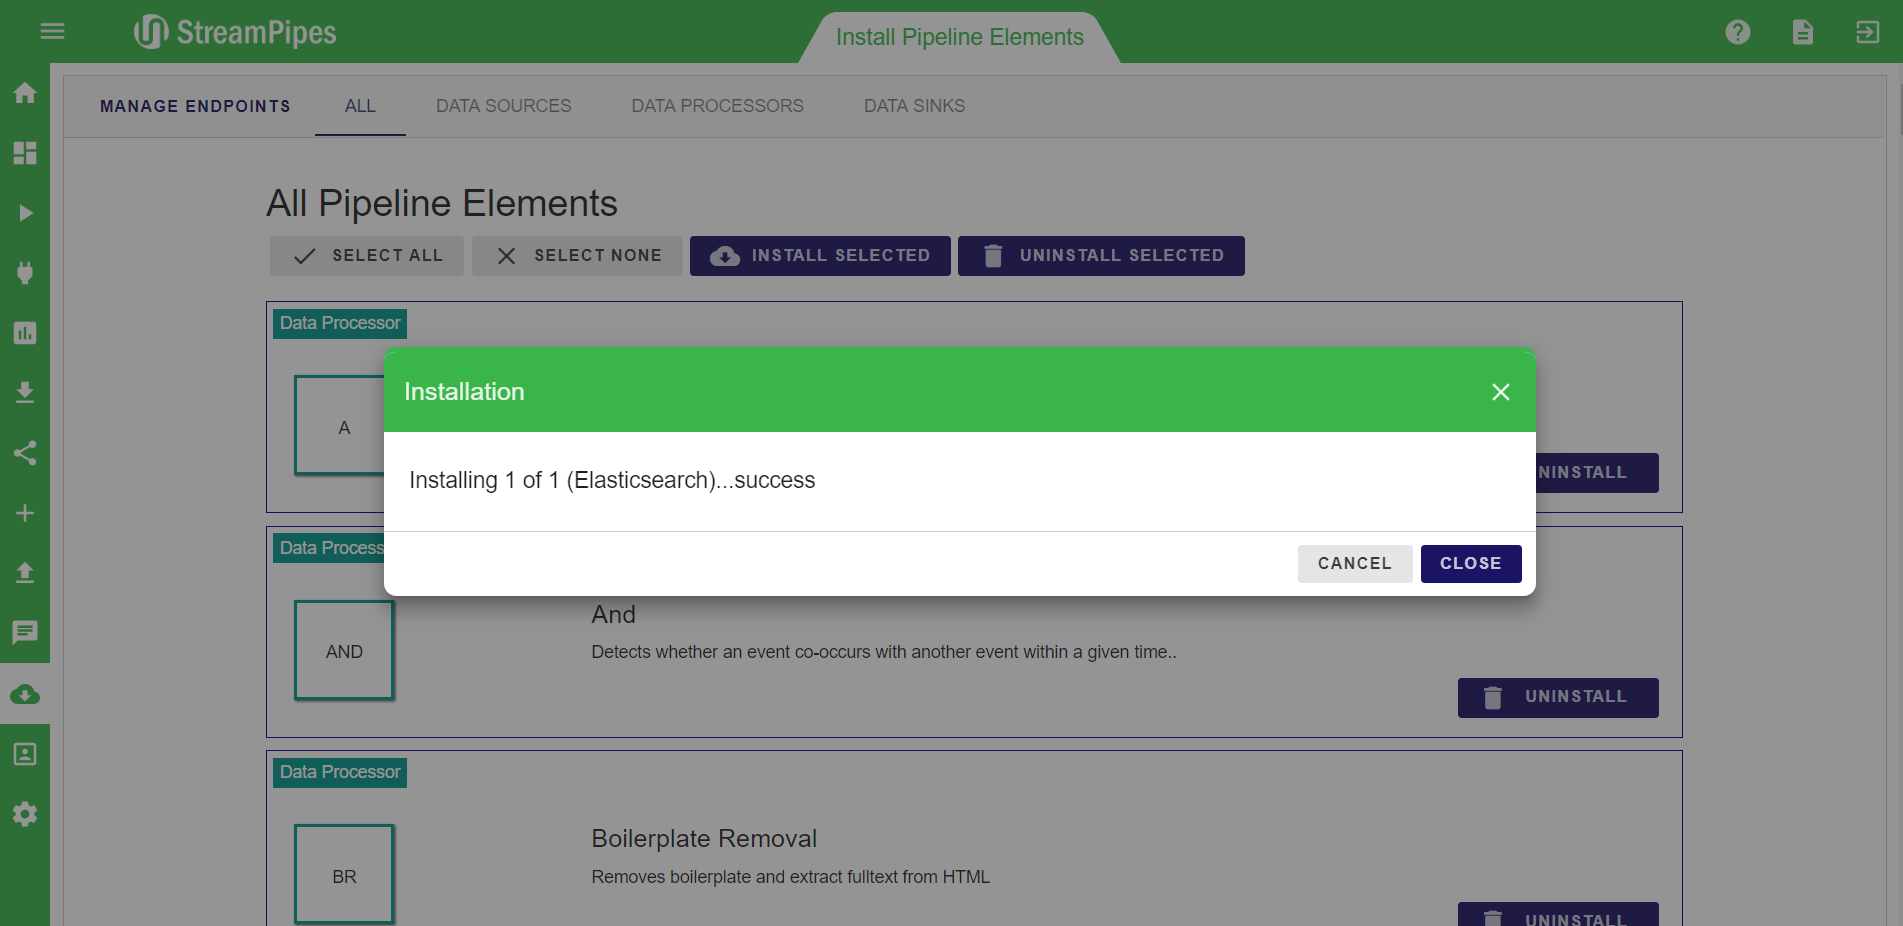 StreamPipes
Install Pipeline Elements
MANAGE ENDPOINTS
ALL
DATA SOURCES
DATA PROCESSORS
DATA SINKS
All Pipeline Elements
SELECT ALL
SELECT NONE
INSTALL SELECTED
UNINSTALL SELECTED
Data Processor
A
NINSTALL
Installation
Installing 1 of 1 (Elasticsearch)...success
CANCEL
CLOSE
Data Process
AND
And
Detects whether an event co-occurs with another event within a given time..
UNINSTALL
Data Processor
BR
Boilerplate Removal
Removes boilerplate and extract fulltext from HTML
UNINSTALL